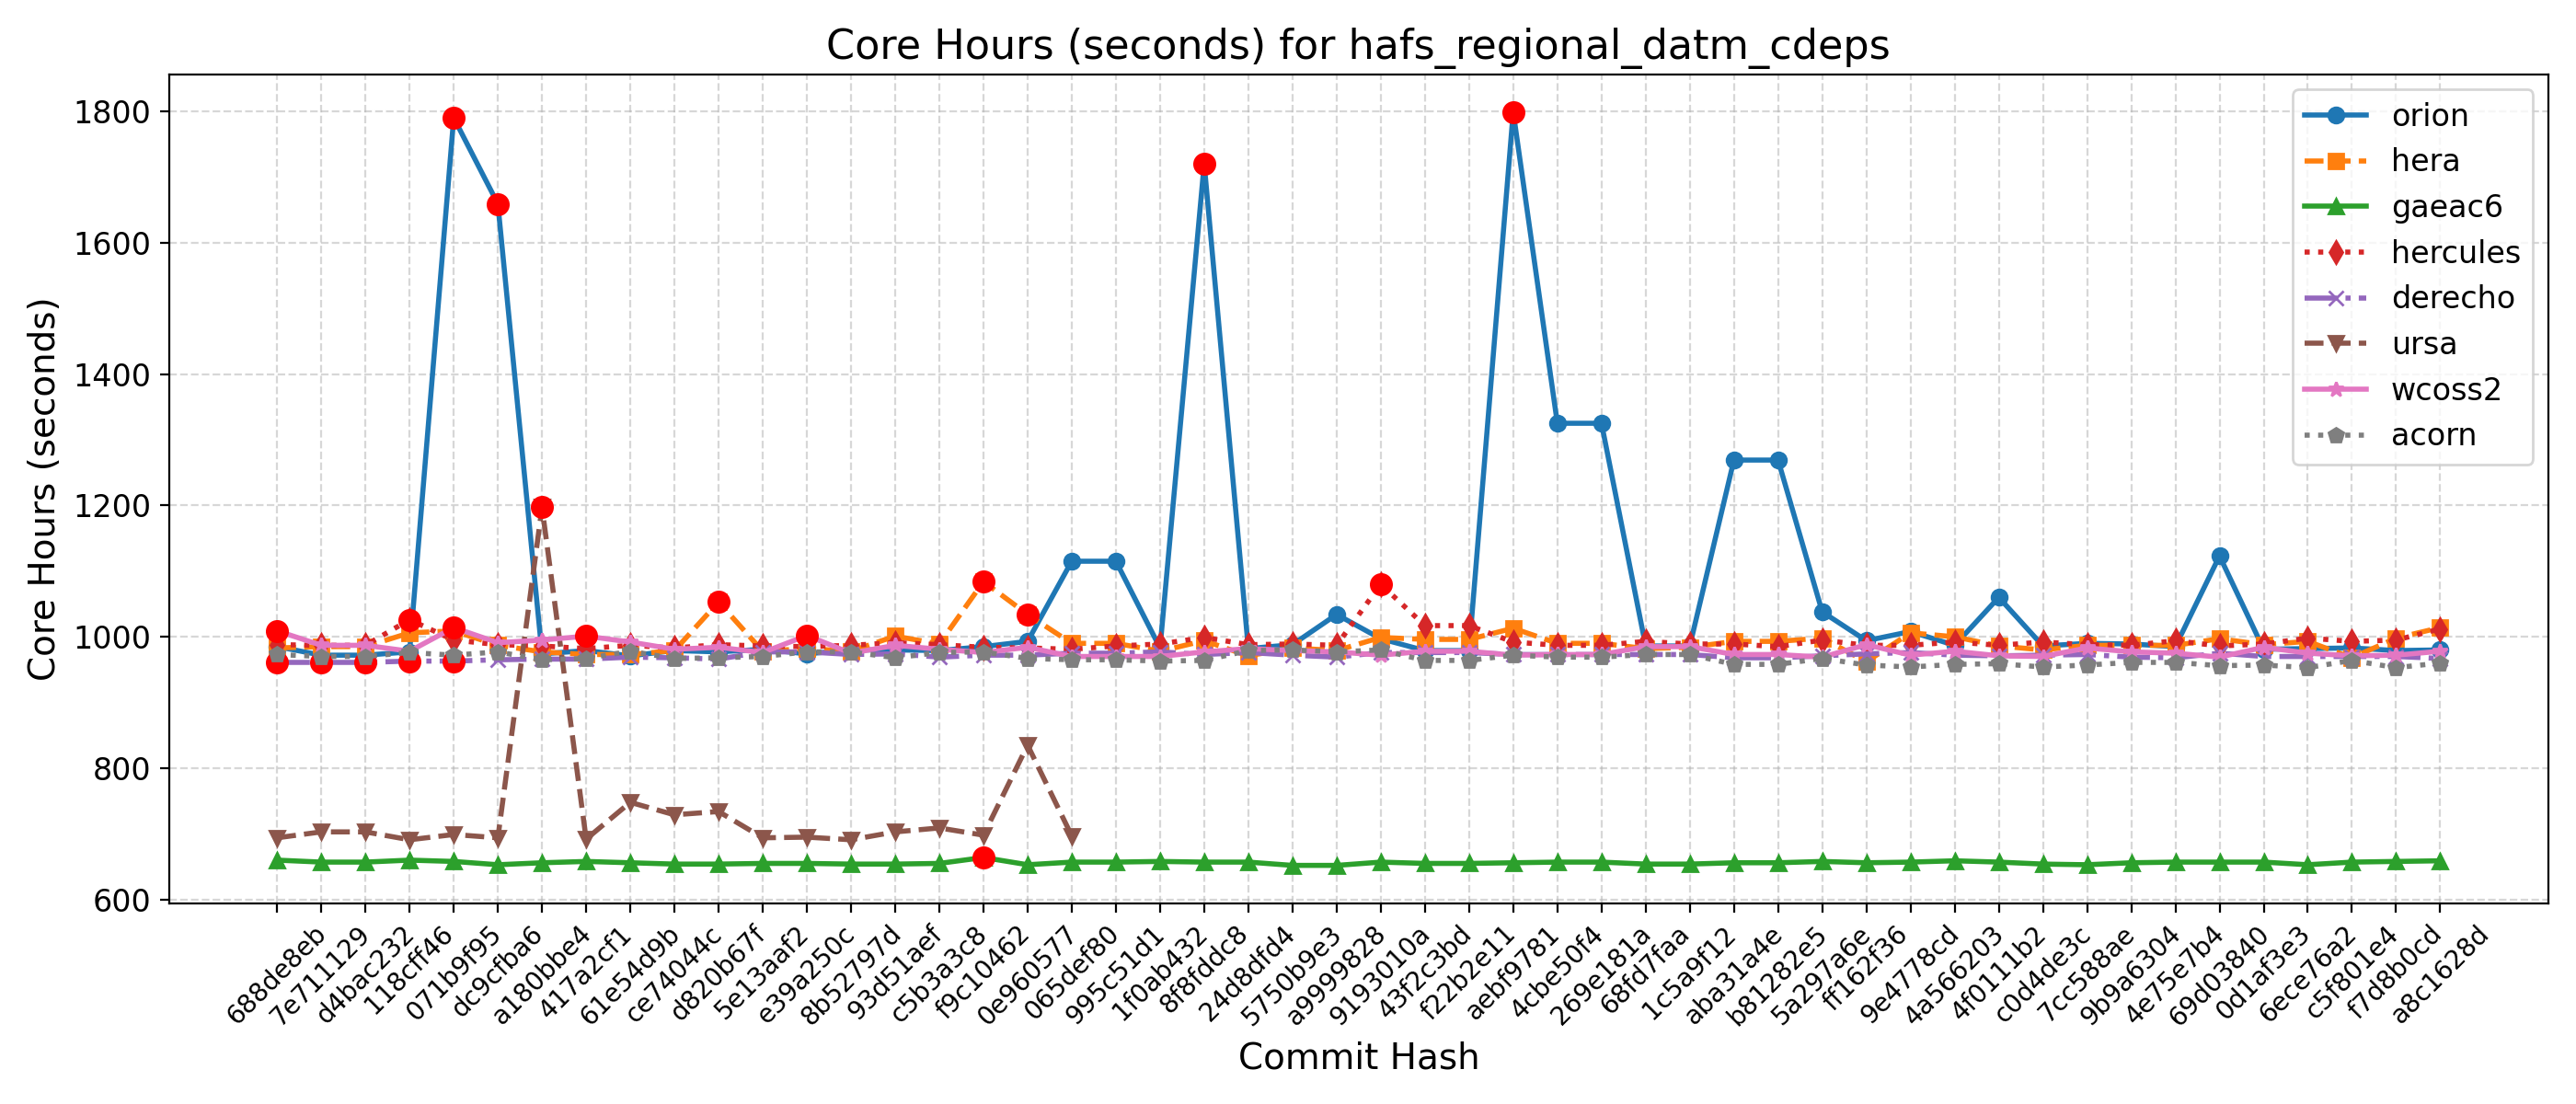 Core Hours (seconds) for hafs_regional_datm_cdeps
Core Hours (seconds)
1800
1600
1400
1200
1000
800
600
orion
hera
gaeac6
hercules
derecho
ursa
wcoss2
acorn
688de8eb
7e711129
d4bac232
118cff46
071b9f95
dc9cfba6
a180bbe4
417a2cf1
61e54d9b
ce74044c
d820b67f
5e13aaf2
e39a250c
8b52797d
93d51aef
c5b3a3c8
f9c10462
0e960577
065def80
995c51d1
1f0ab432
8f8fddc8
24d8dfd4
5750b9e3
a9999828
9193010a
43f2c3bd
f22b2e11
aebf9781
4cbe50f4
269e181a
68fd7faa
1c5a9f12
aba31a4e
b81282e5
5a297a6e
ff162f36
9e4778cd
4a566203
4f0111b2
c0d4de3c
7cc588ae
9b9a6304
4e75e7b4
69d03840
0d1af3e3
6ece76a2
c5f801e4
f7d8b0cd
a8c1628d
Commit Hash